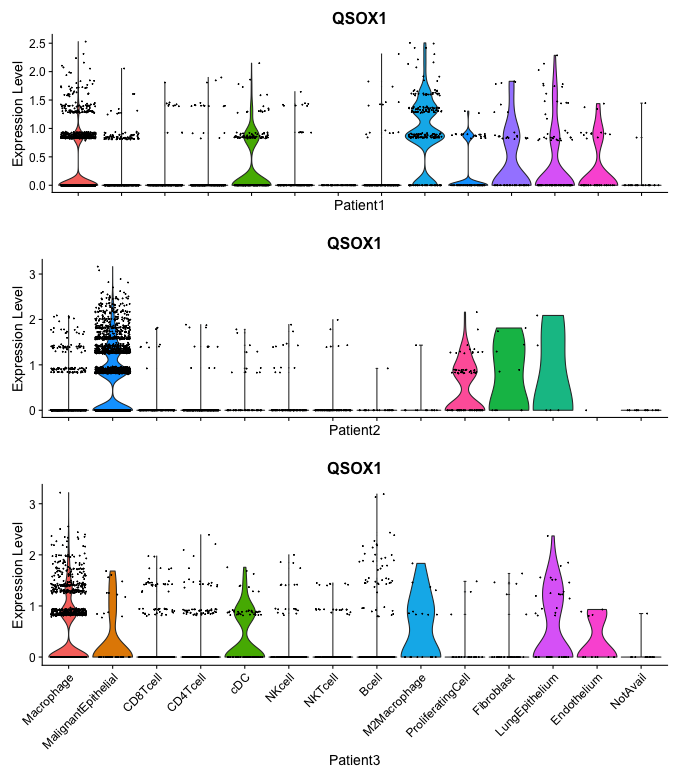 QSOX1
Expression Level
2.5
2.0
1.5
1.0
0.5
0.0
Patient1
QSOX1
Expression Level
3
2
1
0
Patient2
QSOX1
Expression Level
3
2
1
0
Macrophage
MalignantEpithelial
CD8Tcell
CD4Tcell
cDC
NKcell
NKTcell
Bcell
M2Macrophage
ProliferatingCell
Fibroblast
LungEpithelium
Endothelium
NotAvail
Patient3